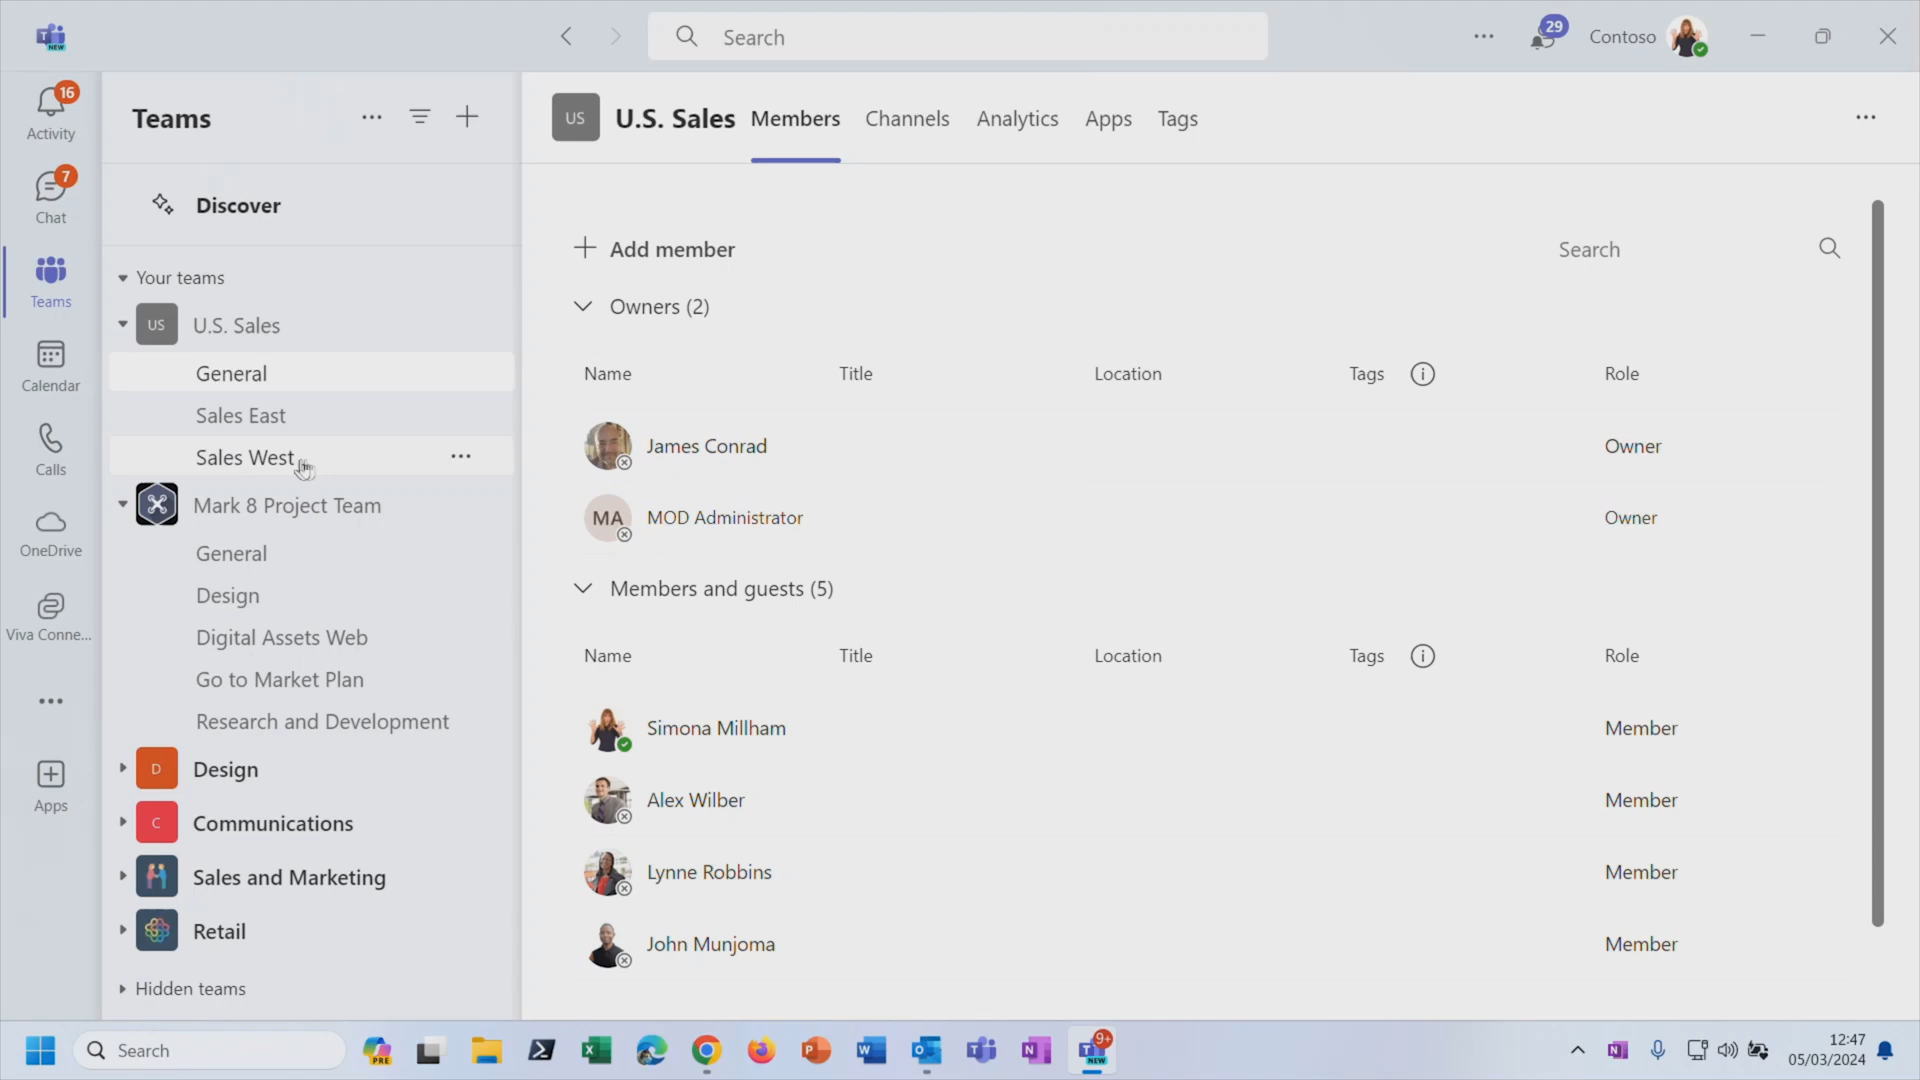 T NEW
Search
29
Contoso
16
Activity
7
Chat
Teams
Calendar
Calls
OneDrive
Viva Conne...
Apps
Teams
Discover
Your teams
US U.S. Sales
General
Sales East
Sales West
Mark 8 Project Team
General
Design
Digital Assets Web
Go to Market Plan
Research and Development
D Design
C Communications
Sales and Marketing
Retail
Hidden teams
US U.S. Sales Members Channels Analytics Apps Tags
Add member
Search
Owners (2)
Name Title Location Tags Role
James Conrad Owner
MA MOD Administrator Owner
Members and guests (5)
Name Title Location Tags Role
Simona Millham Member
Alex Wilber Member
Lynne Robbins Member
John Munjoma Member
Search
PRE
9+
NEW
12:47
05/03/2024